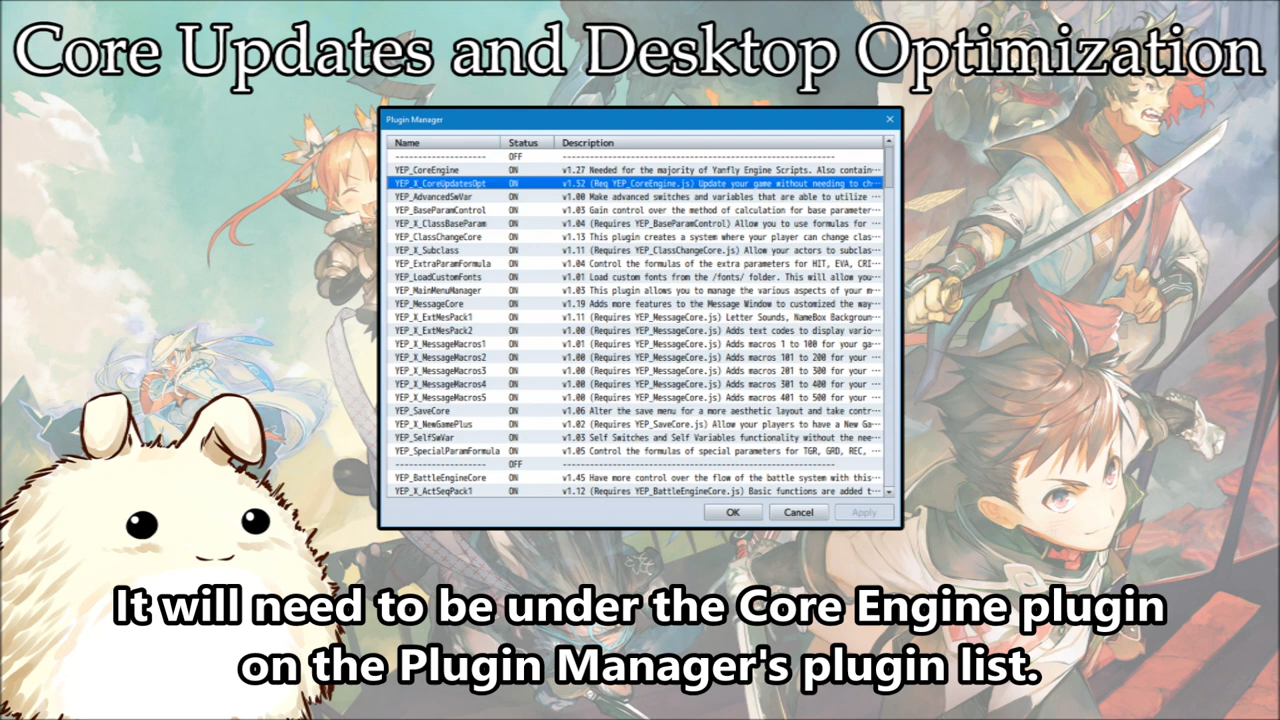 Core Updates and Desktop Optimization
Plugin Manager
Name Status Description
-------------------- OFF ------------------------------------------------------------
YEP_CoreEngine ON v1.27 Needed for the majority of Yanfly Engine Scripts. Also contain···
YEP_X_CoreUpdatesOpt ON v1.52 (Req YEP_CoreEngine.js) Update your game without needing to ch···
YEP_AdvancedSwVar ON v1.00 Make advanced switches and variables that are able to utilize ···
YEP_BaseParamControl ON v1.03 Gain control over the method of calculation for base parameter···
YEP_X_ClassBaseParam ON v1.04 (Requires YEP_BaseParamControl) Allow you to use formulas for ···
YEP_ClassChangeCore ON v1.13 This plugin creates a system where your player can change clas···
YEP_X_Subclass ON v1.11 (Requires YEP_ClassChangeCore.js) Allow your actors to subclas···
YEP_ExtraParamFormula ON v1.04 Control the formulas of the extra parameters for HIT, EVA, CRI···
YEP_LoadCustomFonts ON v1.01 Load custom fonts from the /fonts/ folder. This will allow you···
YEP_MainMenuManager ON v1.03 This plugin allows you to manage the various aspects of your m···
YEP_MessageCore ON v1.19 Adds more features to the Message Window to customized the way···
YEP_X_ExtMesPack1 ON v1.11 (Requires YEP_MessageCore.js) Letter Sounds, NameBox Backgroun···
YEP_X_ExtMesPack2 ON v1.00 (Requires YEP_MessageCore.js) Adds text codes to display vario···
YEP_X_MessageMacros1 ON v1.01 (Requires YEP_MessageCore.js) Adds macros 1 to 100 for your ga···
YEP_X_MessageMacros2 ON v1.00 (Requires YEP_MessageCore.js) Adds macros 101 to 200 for your ···
YEP_X_MessageMacros3 ON v1.00 (Requires YEP_MessageCore.js) Adds macros 201 to 300 for your ···
YEP_X_MessageMacros4 ON v1.00 (Requires YEP_MessageCore.js) Adds macros 301 to 400 for your ···
YEP_X_MessageMacros5 ON v1.00 (Requires YEP_MessageCore.js) Adds macros 401 to 500 for your ···
YEP_SaveCore ON v1.06 Alter the save menu for a more aesthetic layout and take contr···
YEP_X_NewGamePlus ON v1.02 (Requires YEP_SaveCore.js) Allow your players to have a New Ga···
YEP_SelfSwVar ON v1.03 Self Switches and Self Variables functionality without the nee···
YEP_SpecialParamFormula ON v1.05 Control the formulas of special parameters for TGR, GRD, REC, ···
-------------------- OFF ------------------------------------------------------------
YEP_BattleEngineCore ON v1.45 Have more control over the flow of the battle system with this···
YEP_X_ActSeqPack1 ON v1.12 (Requires YEP_BattleEngineCore.js) Basic functions are added t···
OK Cancel Apply
It will need to be under the Core Engine plugin
on the Plugin Manager's plugin list.